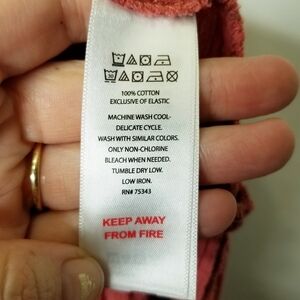 100% COTTON
EXCLUSIVE OF ELASTIC
MACHINE WASH COOL-
DELICATE CYCLE.
WASH WITH SIMILAR COLORS.
ONLY NON-CHLORINE
BLEACH WHEN NEEDED.
TUMBLE DRY LOW.
LOW IRON.
RN# 75343
KEEP AWAY
FROM FIRE